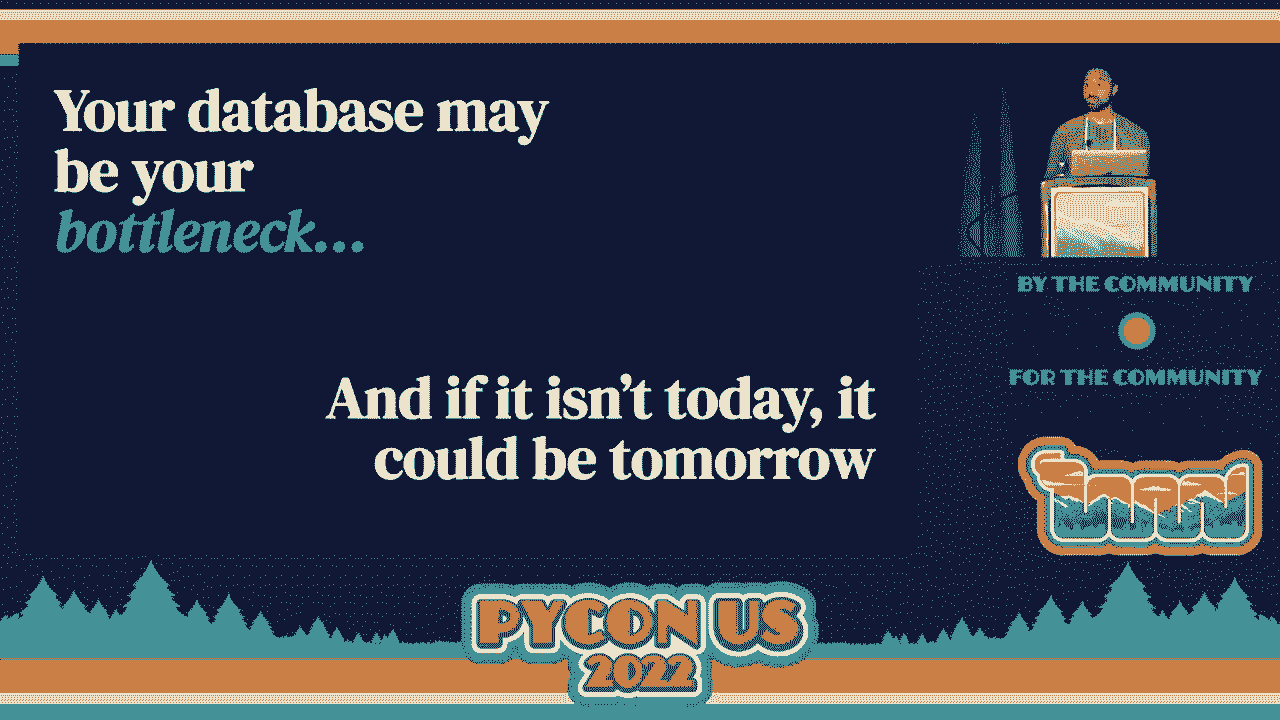 Your database may
be your
bottleneck...
And if it isn't today, it
could be tomorrow
BY THE COMMUNITY
FOR THE COMMUNITY
PYCON US
2022